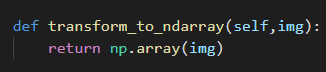 def transform_to_ndarray(self,img):
    return np.array(img)